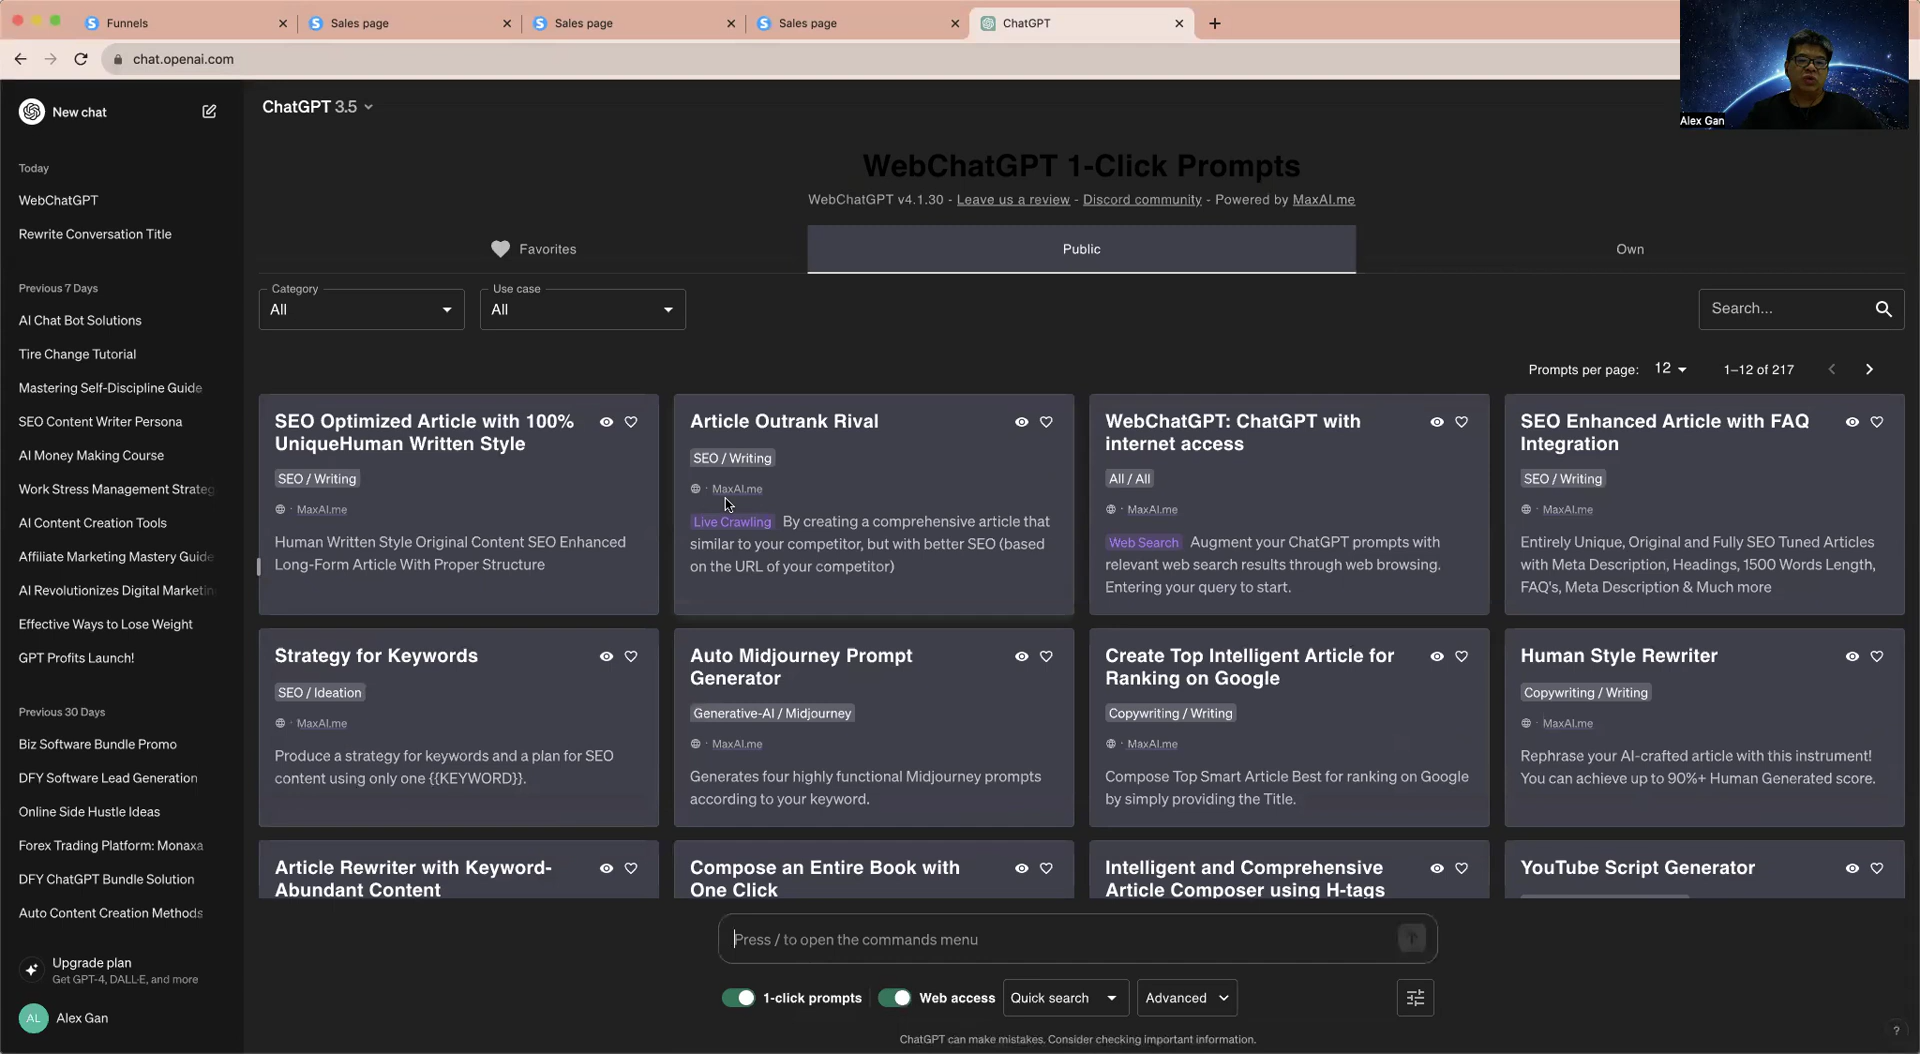 Funnels
Sales page
Sales page
Sales page
ChatGPT
chat.openai.com
Alex Gan
New chat
Today
WebChatGPT
Rewrite Conversation Title
Previous 7 Days
AI Chat Bot Solutions
Tire Change Tutorial
Mastering Self-Discipline Guide
SEO Content Writer Persona
AI Money Making Course
Work Stress Management Strateg
AI Content Creation Tools
Affiliate Marketing Mastery Guide
AI Revolutionizes Digital Marketin
Effective Ways to Lose Weight
GPT Profits Launch!
Previous 30 Days
Biz Software Bundle Promo
DFY Software Lead Generation
Online Side Hustle Ideas
Forex Trading Platform: Monaxa
DFY ChatGPT Bundle Solution
Auto Content Creation Methods
Upgrade plan
Get GPT-4, DALL·E, and more
AL
Alex Gan
ChatGPT 3.5
WebChatGPT 1-Click Prompts
WebChatGPT v4.1.30 - Leave us a review - Discord community - Powered by MaxAI.me
Favorites
Public
Own
Category
All
Use case
All
Search...
Prompts per page: 12
1–12 of 217
SEO Optimized Article with 100%
UniqueHuman Written Style
SEO / Writing
· MaxAI.me
Human Written Style Original Content SEO Enhanced
Long-Form Article With Proper Structure
Article Outrank Rival
SEO / Writing
· MaxAI.me
Live Crawling By creating a comprehensive article that
similar to your competitor, but with better SEO (based
on the URL of your competitor)
WebChatGPT: ChatGPT with
internet access
All / All
· MaxAI.me
Web Search Augment your ChatGPT prompts with
relevant web search results through web browsing.
Entering your query to start.
SEO Enhanced Article with FAQ
Integration
SEO / Writing
· MaxAI.me
Entirely Unique, Original and Fully SEO Tuned Articles
with Meta Description, Headings, 1500 Words Length,
FAQ's, Meta Description & Much more
Strategy for Keywords
SEO / Ideation
· MaxAI.me
Produce a strategy for keywords and a plan for SEO
content using only one {{KEYWORD}}.
Auto Midjourney Prompt
Generator
Generative-AI / Midjourney
· MaxAI.me
Generates four highly functional Midjourney prompts
according to your keyword.
Create Top Intelligent Article for
Ranking on Google
Copywriting / Writing
· MaxAI.me
Compose Top Smart Article Best for ranking on Google
by simply providing the Title.
Human Style Rewriter
Copywriting / Writing
· MaxAI.me
Rephrase your AI-crafted article with this instrument!
You can achieve up to 90%+ Human Generated score.
Article Rewriter with Keyword-
Abundant Content
Compose an Entire Book with
One Click
Intelligent and Comprehensive
Article Composer using H-tags
YouTube Script Generator
Press / to open the commands menu
1-click prompts
Web access
Quick search
Advanced
ChatGPT can make mistakes. Consider checking important information.
?